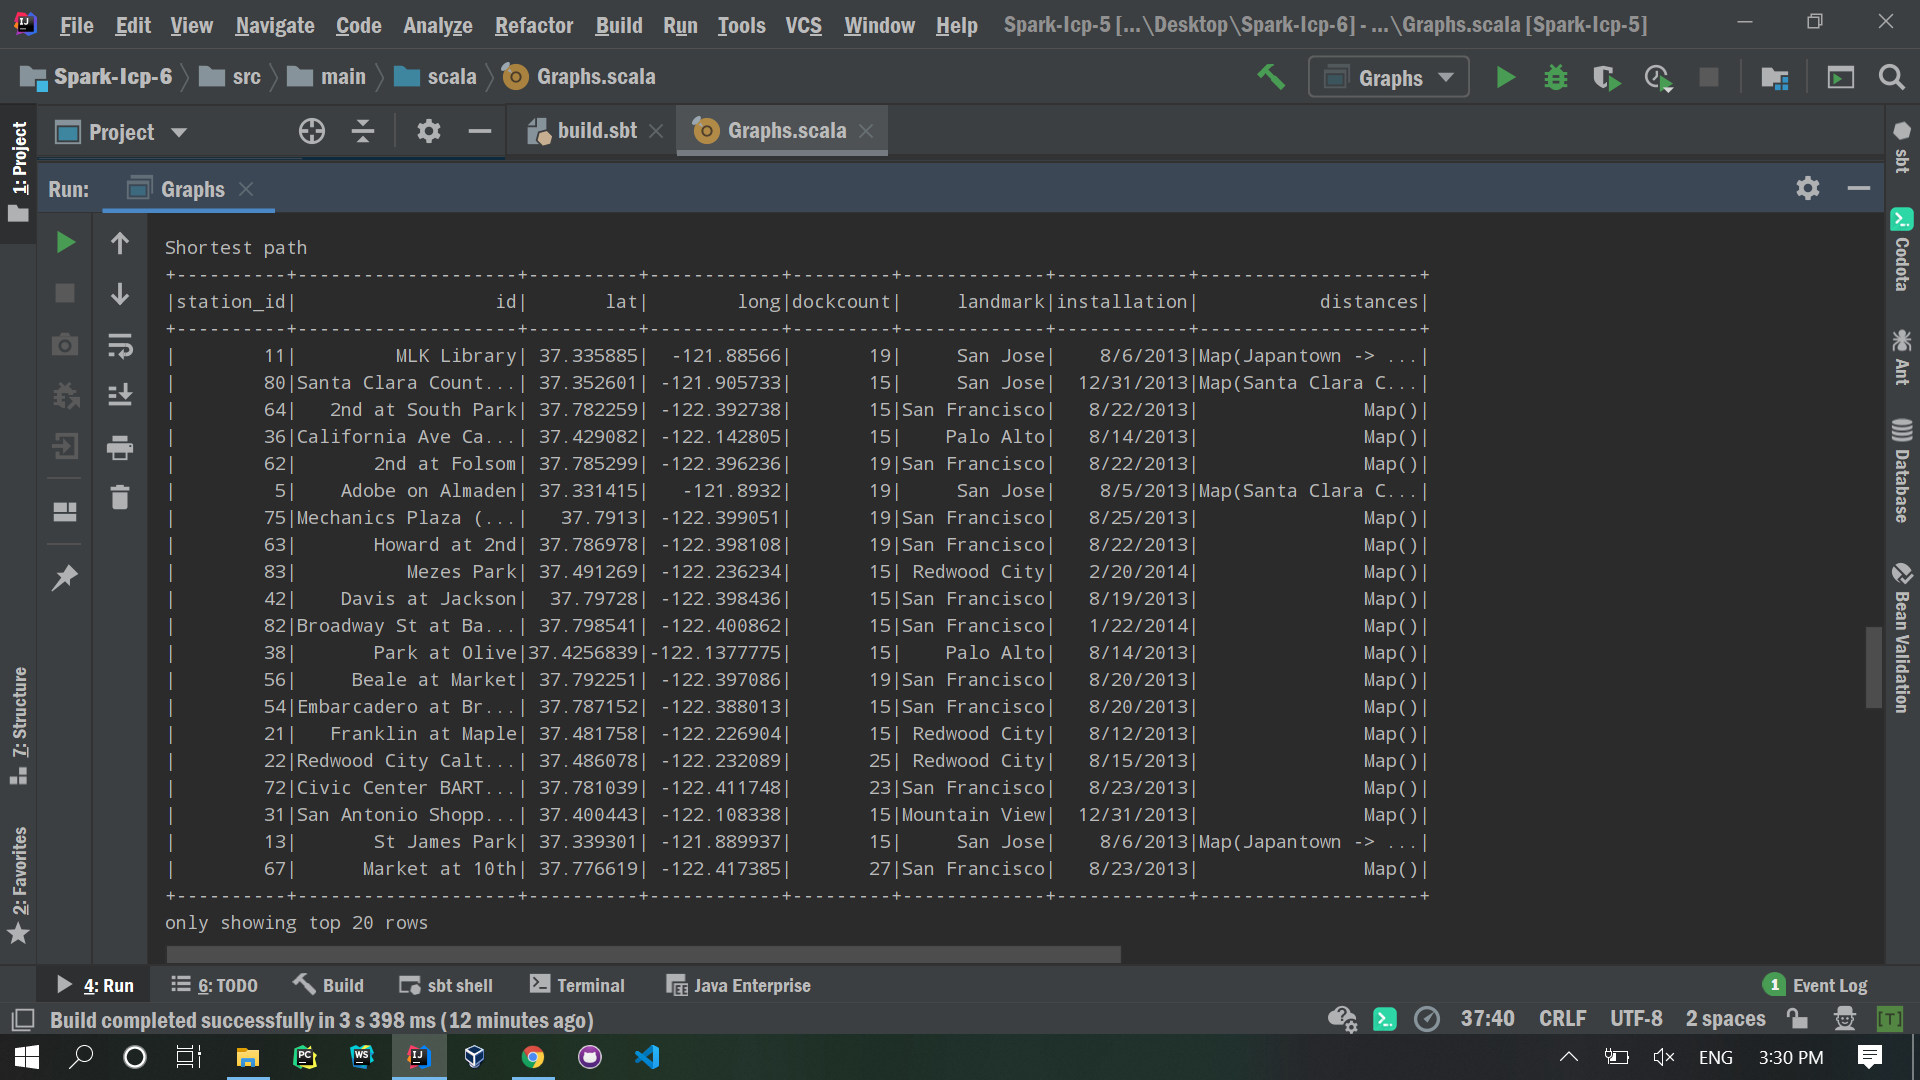 File Edit View Navigate Code Analyze Refactor Build Run Tools VCS Window Help Spark-Icp-5 [...\Desktop\Spark-Icp-6] - ...\Graphs.scala [Spark-Icp-5]
Spark-Icp-6 src main scala Graphs.scala Graphs
Project build.sbt Graphs.scala
Run: Graphs
Shortest path
+----------+--------------------+----------+------------+---------+-------------+------------+--------------------+
|station_id|                  id|       lat|        long|dockcount|     landmark|installation|           distances|
+----------+--------------------+----------+------------+---------+-------------+------------+--------------------+
|        11|         MLK Library| 37.335885|  -121.88566|       19|     San Jose|    8/6/2013|Map(Japantown -> ...|
|        80|Santa Clara Count...| 37.352601| -121.905733|       15|     San Jose|  12/31/2013|Map(Santa Clara C...|
|        64|   2nd at South Park| 37.782259| -122.392738|       15|San Francisco|   8/22/2013|               Map()|
|        36|California Ave Ca...| 37.429082| -122.142805|       15|    Palo Alto|   8/14/2013|               Map()|
|        62|       2nd at Folsom| 37.785299| -122.396236|       19|San Francisco|   8/22/2013|               Map()|
|         5|    Adobe on Almaden| 37.331415|   -121.8932|       19|     San Jose|    8/5/2013|Map(Santa Clara C...|
|        75|Mechanics Plaza (...|   37.7913| -122.399051|       19|San Francisco|   8/25/2013|               Map()|
|        63|       Howard at 2nd| 37.786978| -122.398108|       19|San Francisco|   8/22/2013|               Map()|
|        83|          Mezes Park| 37.491269| -122.236234|       15| Redwood City|   2/20/2014|               Map()|
|        42|    Davis at Jackson|  37.79728| -122.398436|       15|San Francisco|   8/19/2013|               Map()|
|        82|Broadway St at Ba...| 37.798541| -122.400862|       15|San Francisco|   1/22/2014|               Map()|
|        38|       Park at Olive|37.4256839|-122.1377775|       15|    Palo Alto|   8/14/2013|               Map()|
|        56|     Beale at Market| 37.792251| -122.397086|       19|San Francisco|   8/20/2013|               Map()|
|        54|Embarcadero at Br...| 37.787152| -122.388013|       15|San Francisco|   8/20/2013|               Map()|
|        21|   Franklin at Maple| 37.481758| -122.226904|       15| Redwood City|   8/12/2013|               Map()|
|        22|Redwood City Calt...| 37.486078| -122.232089|       25| Redwood City|   8/15/2013|               Map()|
|        72|Civic Center BART...| 37.781039| -122.411748|       23|San Francisco|   8/23/2013|               Map()|
|        31|San Antonio Shopp...| 37.400443| -122.108338|       15|Mountain View|  12/31/2013|               Map()|
|        13|       St James Park| 37.339301| -121.889937|       15|     San Jose|    8/6/2013|Map(Japantown -> ...|
|        67|      Market at 10th| 37.776619| -122.417385|       27|San Francisco|   8/23/2013|               Map()|
+----------+--------------------+----------+------------+---------+-------------+------------+--------------------+
only showing top 20 rows
1: Project
7: Structure
2: Favorites
sbt
Codota
Ant
Database
Bean Validation
4: Run 6: TODO Build sbt shell Terminal Java Enterprise 1 Event Log
Build completed successfully in 3 s 398 ms (12 minutes ago) 37:40 CRLF UTF-8 2 spaces [T]
PC WS IJ ENG 3:30 PM